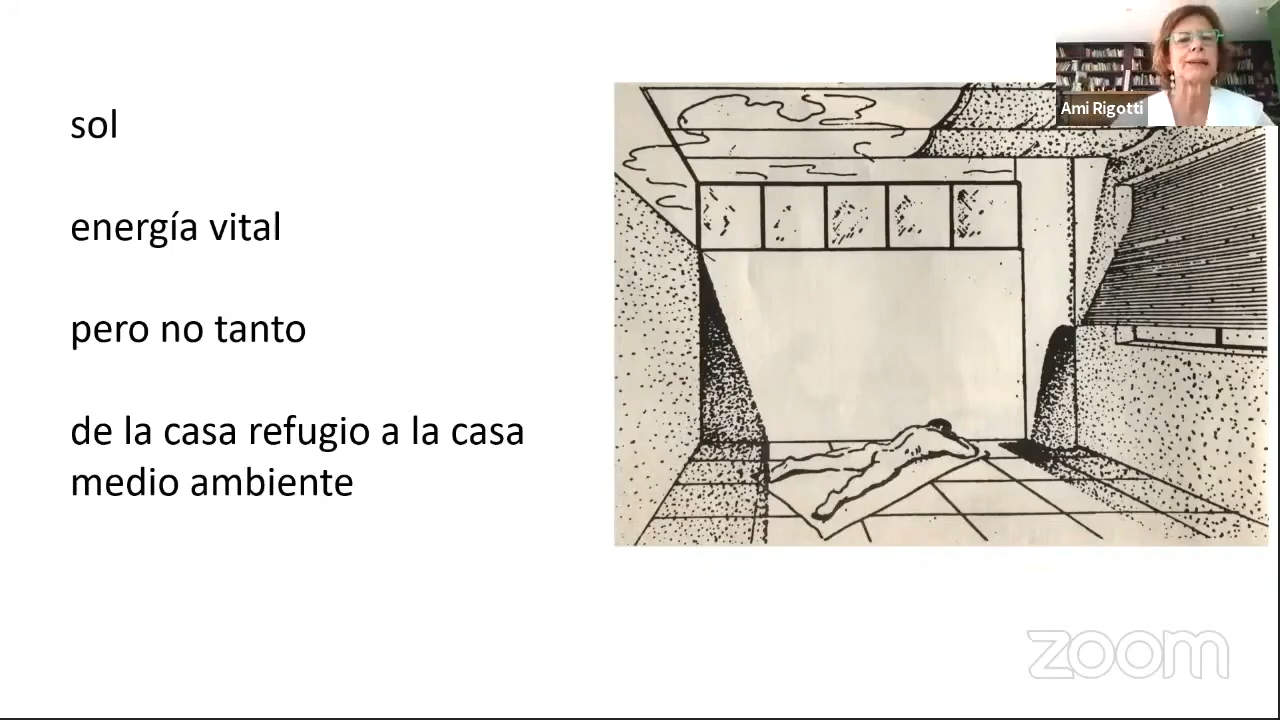 sol
energía vital
pero no tanto
de la casa refugio a la casa
medio ambiente
Ami Rigotti
zoom